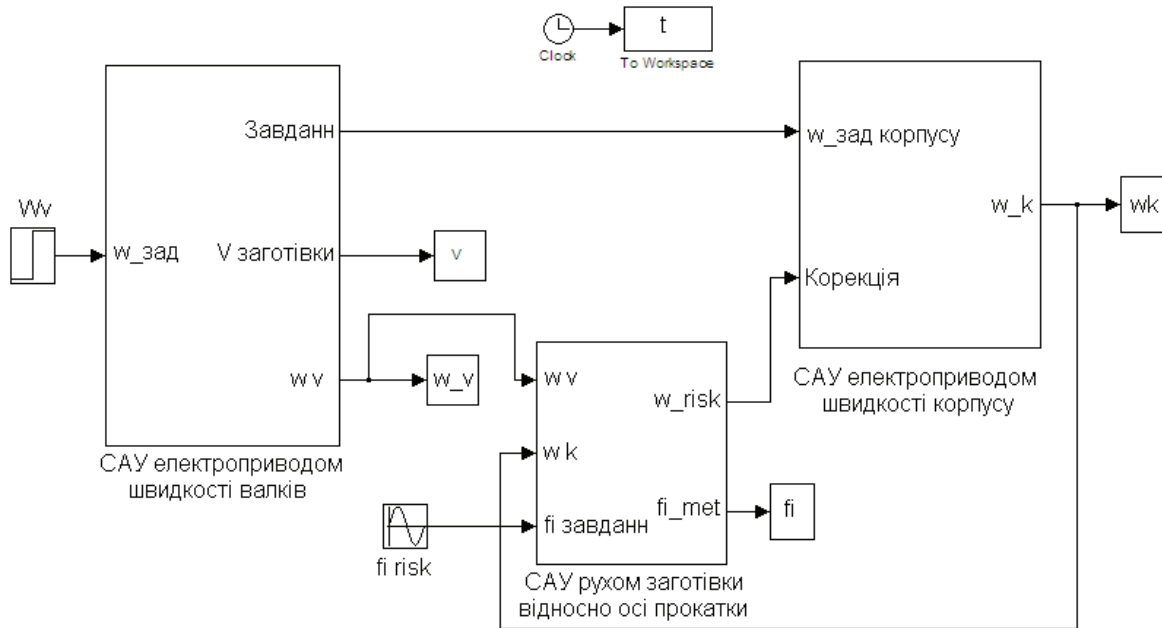 t
Clock
To Workspace
Завданн
w_зад корпусу
Wv
w_k
wk
w_зад
V заготівки
v
Корекція
w v
w_v
w v
w_risk
САУ електроприводом
швидкості корпусу
w k
САУ електроприводом
швидкості валків
fi_met
fi
fi завданн
fi risk
САУ рухом заготівки
відносно осі прокатки